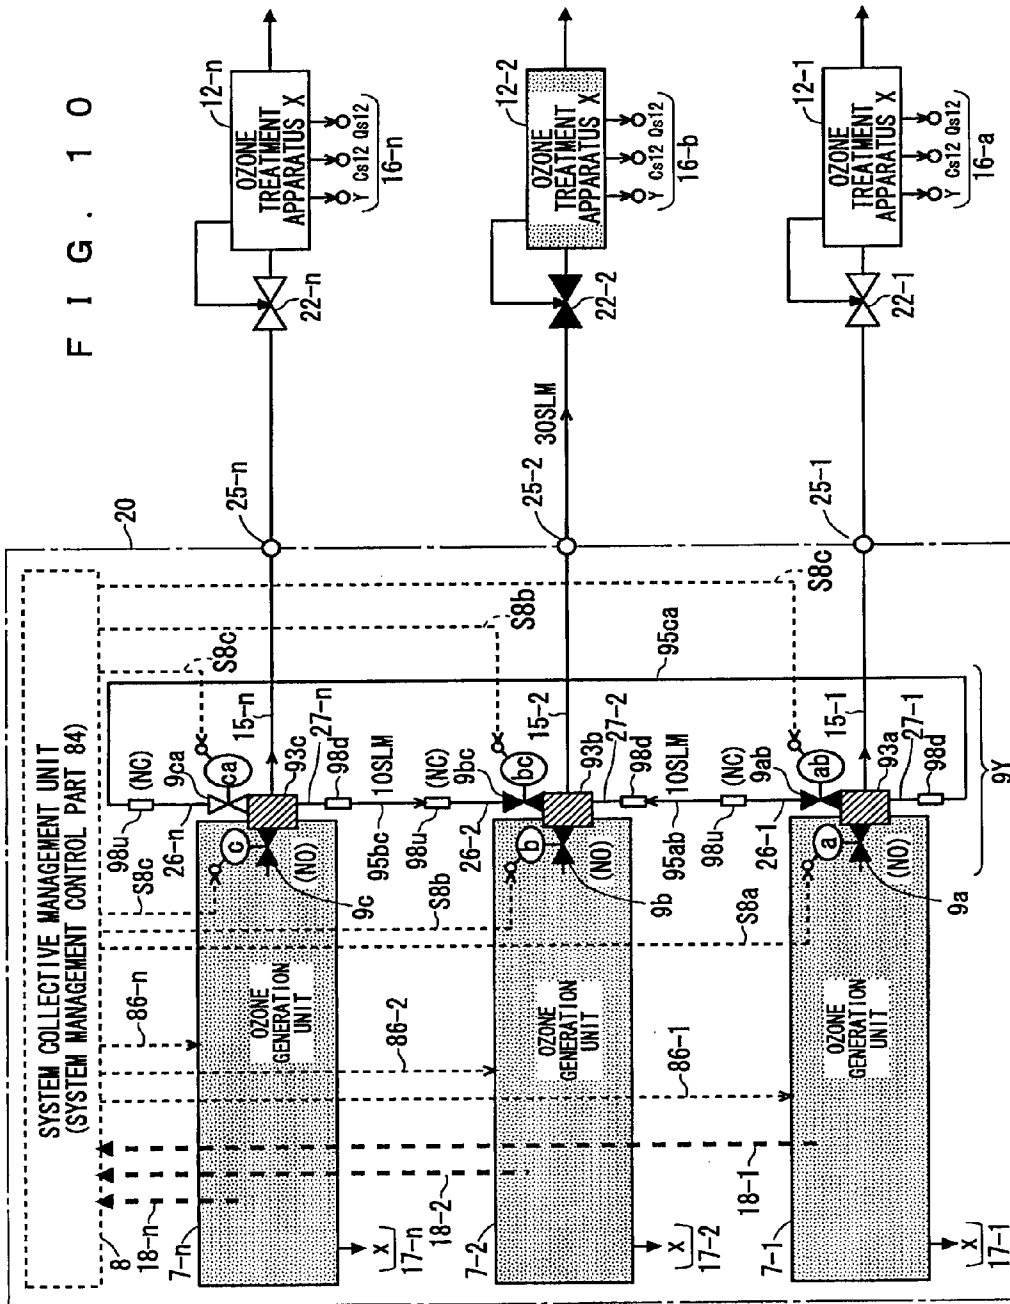 FIG. 10
20
SYSTEM COLLECTIVE MANAGEMENT UNIT
(SYSTEM MANAGEMENT CONTROL PART 84)
8
18-n
7-n
X
17-n
86-n
OZONE
GENERATION
UNIT
S8c
98u
(NC)
26-n
9ca
ca
c
9c
(NO)
S8c
93c
15-n
27-n
98d
10SLM
95bc
25-n
22-n
OZONE
TREATMENT
APPARATUS X
12-n
Y Cs12 Qs12
16-n
18-2
7-2
X
17-2
86-2
OZONE
GENERATION
UNIT
S8b
98u
(NC)
26-2
9bc
bc
b
9b
(NO)
S8b
93b
15-2
27-2
98d
10SLM
95ab
25-2
30SLM
22-2
OZONE
TREATMENT
APPARATUS X
12-2
Y Cs12 Qs12
16-b
18-1
7-1
X
17-1
86-1
OZONE
GENERATION
UNIT
S8a
98u
(NC)
26-1
9ab
ab
a
9a
(NO)
S8c
95ca
93a
15-1
27-1
98d
9Y
25-1
22-1
OZONE
TREATMENT
APPARATUS X
12-1
Y Cs12 Qs12
16-a